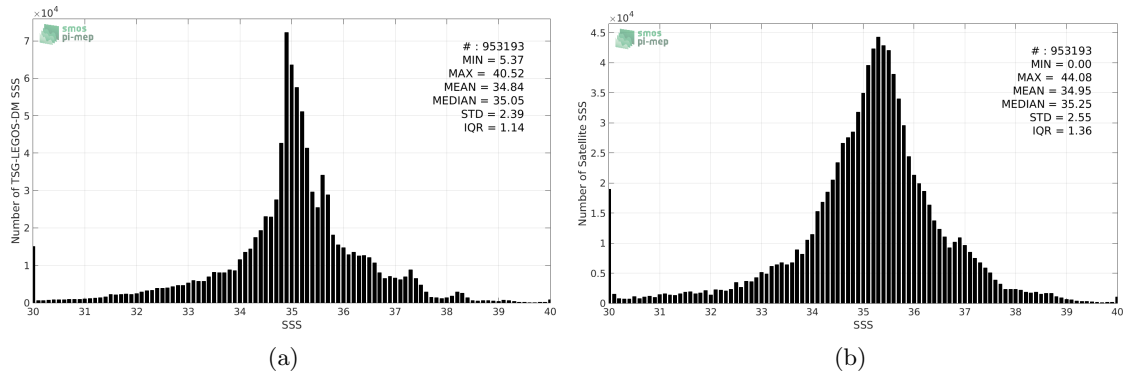 ×10^4
smos
pi-mep
# : 953193
MIN = 5.37
MAX = 40.52
MEAN = 34.84
MEDIAN = 35.05
STD = 2.39
IQR = 1.14
Number of TSG-LEGOS-DM SSS
7
6
5
4
3
2
1
0
30 31 32 33 34 35 36 37 38 39 40
SSS
(a)
×10^4
smos
pi-mep
# : 953193
MIN = 0.00
MAX = 44.08
MEAN = 34.95
MEDIAN = 35.25
STD = 2.55
IQR = 1.36
Number of Satellite SSS
4.5
4
3.5
3
2.5
2
1.5
1
0.5
0
30 31 32 33 34 35 36 37 38 39 40
SSS
(b)